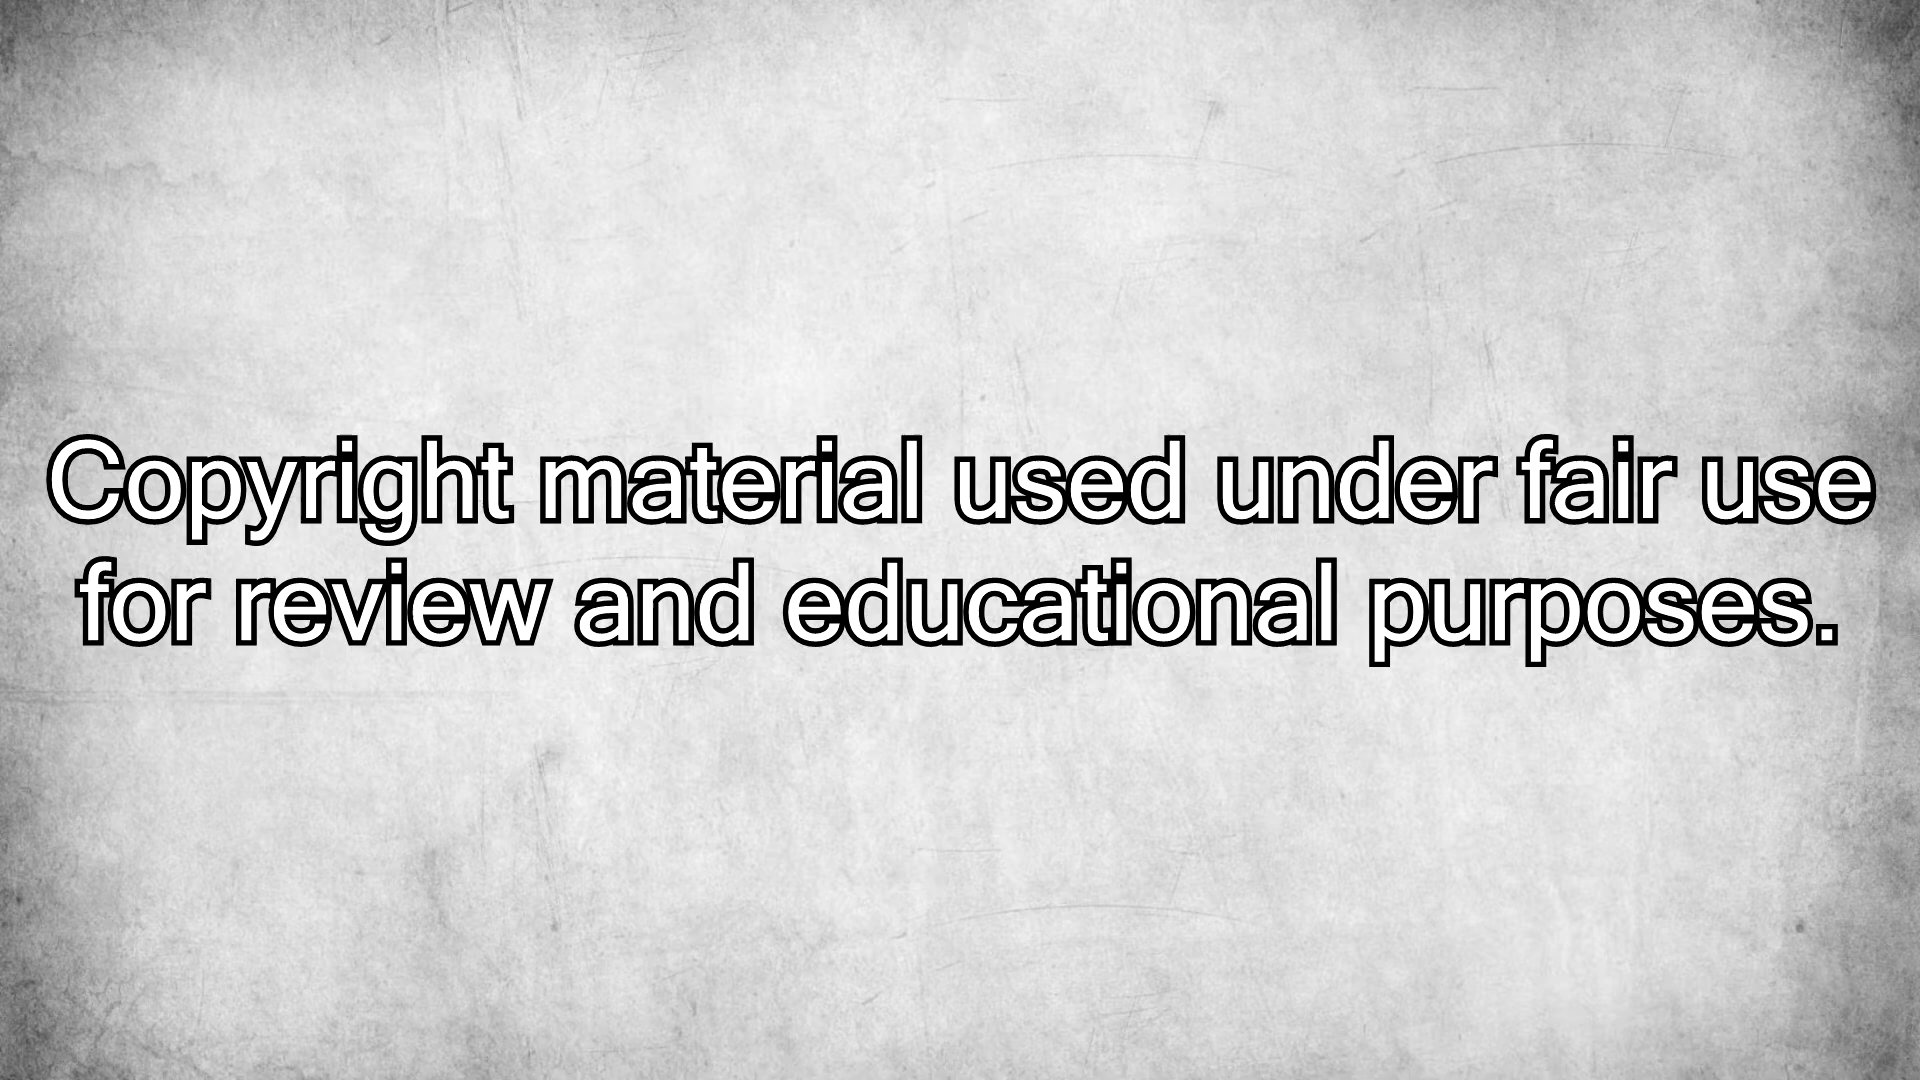 Copyright material used under fair use
for review and educational purposes.